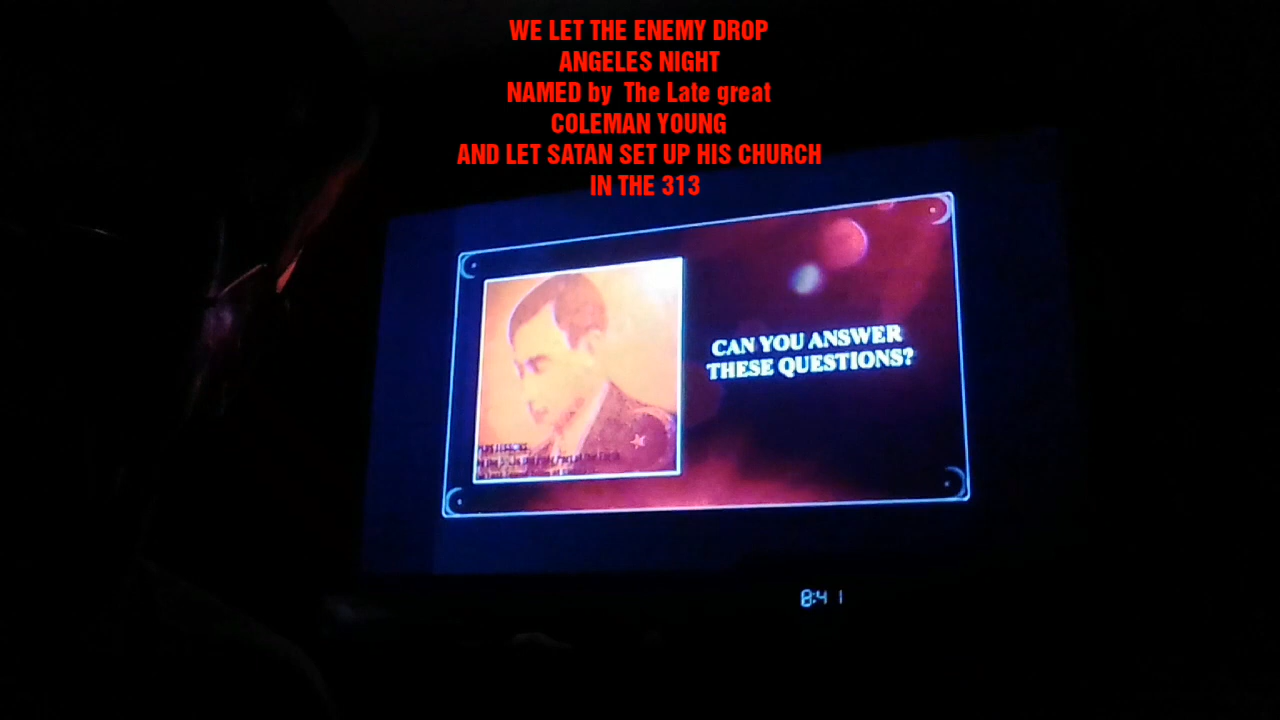 WE LET THE ENEMY DROP
ANGELES NIGHT
NAMED by The Late great
COLEMAN YOUNG
AND LET SATAN SET UP HIS CHURCH
IN THE 313
CAN YOU ANSWER
THESE QUESTIONS?
8:41